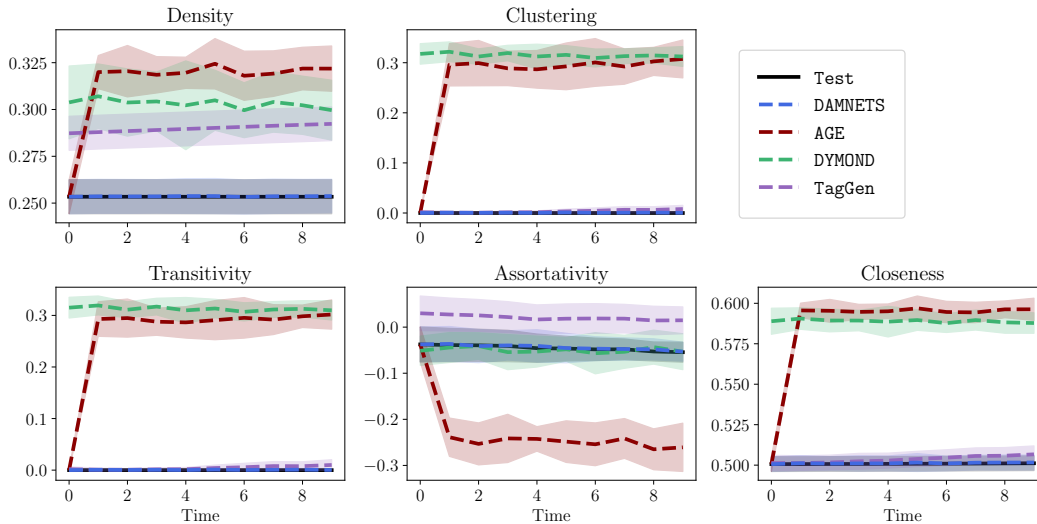 Density
0.325
0.300
0.275
0.250
0 2 4 6 8
Clustering
0.3
0.2
0.1
0.0
0 2 4 6 8
Test
DAMNETS
AGE
DYMOND
TagGen
Transitivity
0.3
0.2
0.1
0.0
0 2 4 6 8
Time
Assortativity
0.0
−0.1
−0.2
−0.3
0 2 4 6 8
Time
Closeness
0.600
0.575
0.550
0.525
0.500
0 2 4 6 8
Time